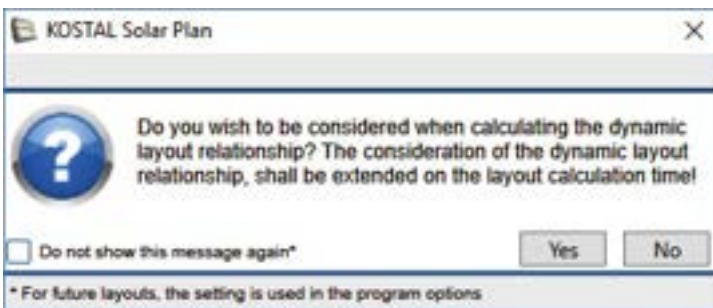 KOSTAL Solar Plan
Do you wish to be considered when calculating the dynamic
layout relationship? The consideration of the dynamic layout
relationship, shall be extended on the layout calculation time!
Do not show this message again*
Yes No
* For future layouts, the setting is used in the program options